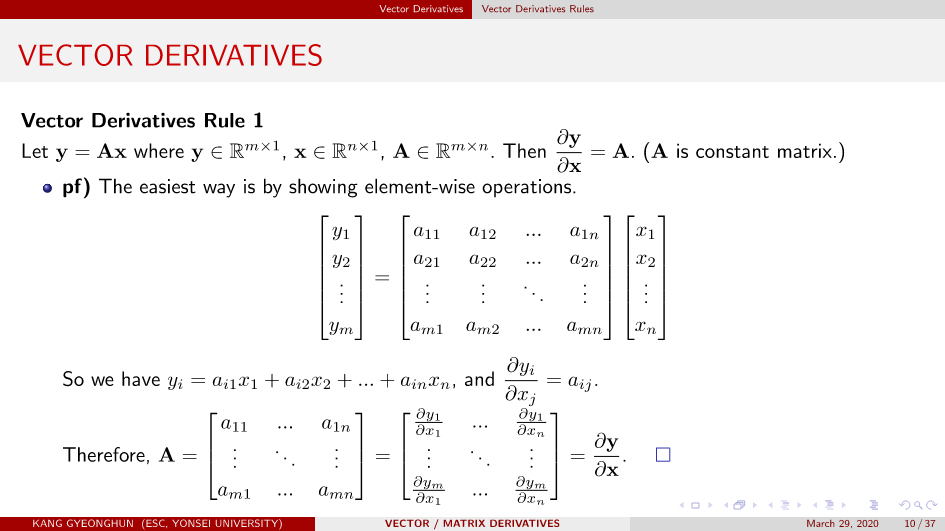 Vector Derivatives Vector Derivatives Rules
VECTOR DERIVATIVES
Vector Derivatives Rule 1
Let $\mathbf{y} = \mathbf{A}\mathbf{x}$ where $\mathbf{y} \in \mathbb{R}^{m \times 1}$, $\mathbf{x} \in \mathbb{R}^{n \times 1}$, $\mathbf{A} \in \mathbb{R}^{m \times n}$. Then $\dfrac{\partial \mathbf{y}}{\partial \mathbf{x}} = \mathbf{A}$. ($\mathbf{A}$ is constant matrix.)
• pf) The easiest way is by showing element-wise operations.
$\begin{bmatrix} y_1 \\ y_2 \\ \vdots \\ y_m \end{bmatrix} = \begin{bmatrix} a_{11} & a_{12} & ... & a_{1n} \\ a_{21} & a_{22} & ... & a_{2n} \\ \vdots & \vdots & \ddots & \vdots \\ a_{m1} & a_{m2} & ... & a_{mn} \end{bmatrix} \begin{bmatrix} x_1 \\ x_2 \\ \vdots \\ x_n \end{bmatrix}$
So we have $y_i = a_{i1}x_1 + a_{i2}x_2 + ... + a_{in}x_n$, and $\dfrac{\partial y_i}{\partial x_j} = a_{ij}$.
Therefore, $\mathbf{A} = \begin{bmatrix} a_{11} & ... & a_{1n} \\ \vdots & \ddots & \vdots \\ a_{m1} & ... & a_{mn} \end{bmatrix} = \begin{bmatrix} \frac{\partial y_1}{\partial x_1} & ... & \frac{\partial y_1}{\partial x_n} \\ \vdots & \ddots & \vdots \\ \frac{\partial y_m}{\partial x_1} & ... & \frac{\partial y_m}{\partial x_n} \end{bmatrix} = \dfrac{\partial \mathbf{y}}{\partial \mathbf{x}}$. □
KANG GYEONGHUN (ESC, YONSEI UNIVERSITY) VECTOR / MATRIX DERIVATIVES March 29, 2020 10 / 37